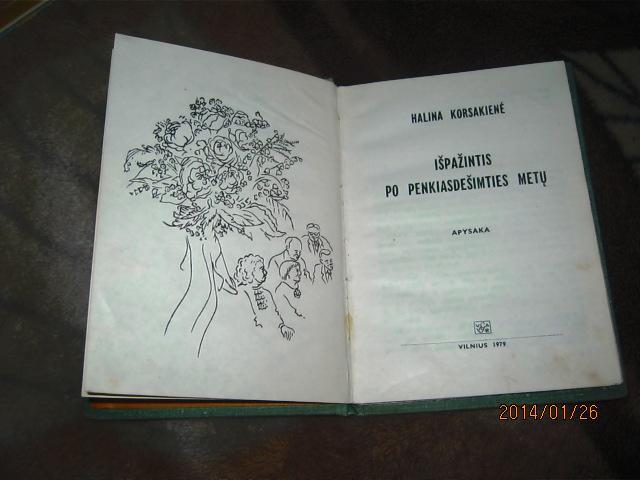 HALINA KORSAKIENĖ
IŠPAŽINTIS
PO PENKIASDEŠIMTIES METŲ
APYSAKA
VILNIUS 1979
2014/01/26